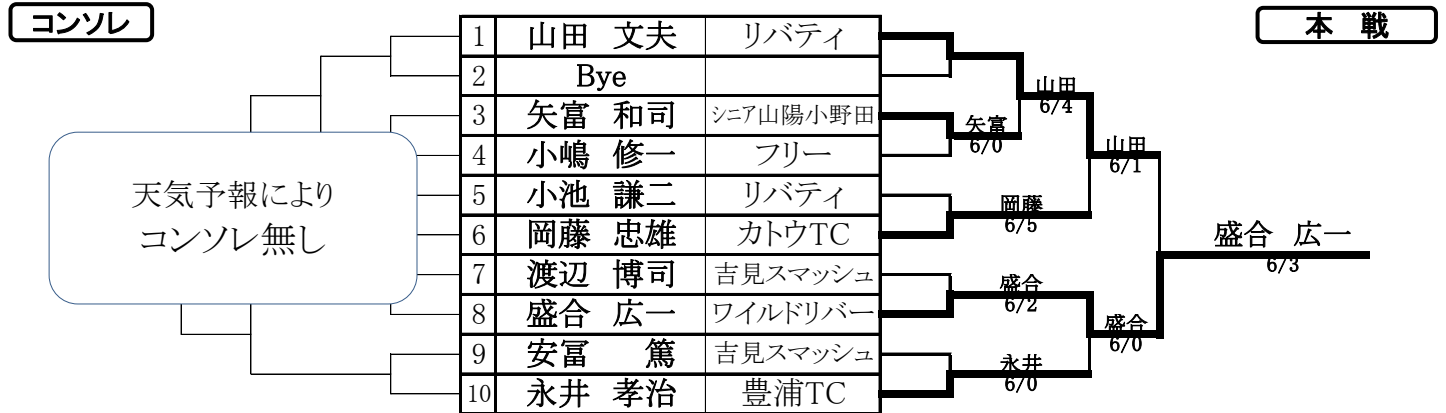 コンソレ
本 戦
1 山田 文夫 リバティ
2 Bye
3 矢富 和司 シニア山陽小野田
4 小嶋 修一 フリー
5 小池 謙二 リバティ
6 岡藤 忠雄 カトウTC
7 渡辺 博司 吉見スマッシュ
8 盛合 広一 ワイルドリバー
9 安冨 篤 吉見スマッシュ
10 永井 孝治 豊浦TC
天気予報により
コンソレ無し
矢富
6/0
山田
6/4
岡藤
6/5
山田
6/1
盛合
6/2
永井
6/0
盛合
6/0
盛合 広一
6/3